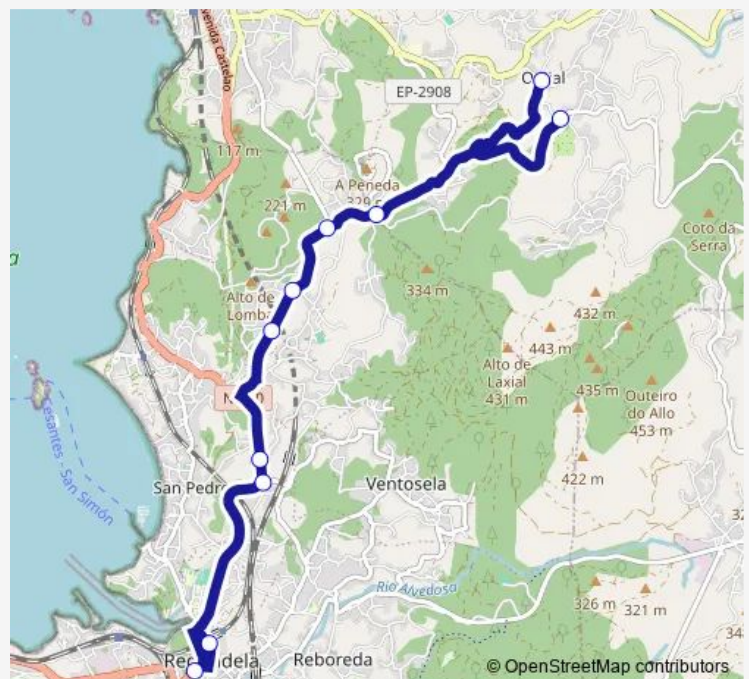 venida Castelao
EP-2908
117 m
A Peneda
329
221 m
Coto da
Serra
334 m
Alto de
Lomba
432 m
443 m
Alto de
Laxial
431 m
435 m
Outeiro
do Allo
453 m
Cesantes - San Simón
422 m
San Pedro
Ventosela
Río Alvedosa
326 m
321 m
Reboreda
© OpenStreetMap contributors